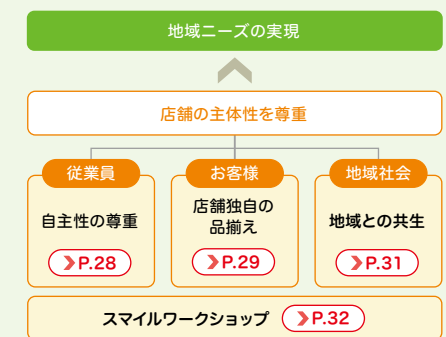 地域ニーズの実現
店舗の主体性を尊重
従業員
自主性の尊重
P.28
お客様
店舗独自の
品揃え
P.29
地域社会
地域との共生
P.31
スマイルワークショップ P.32